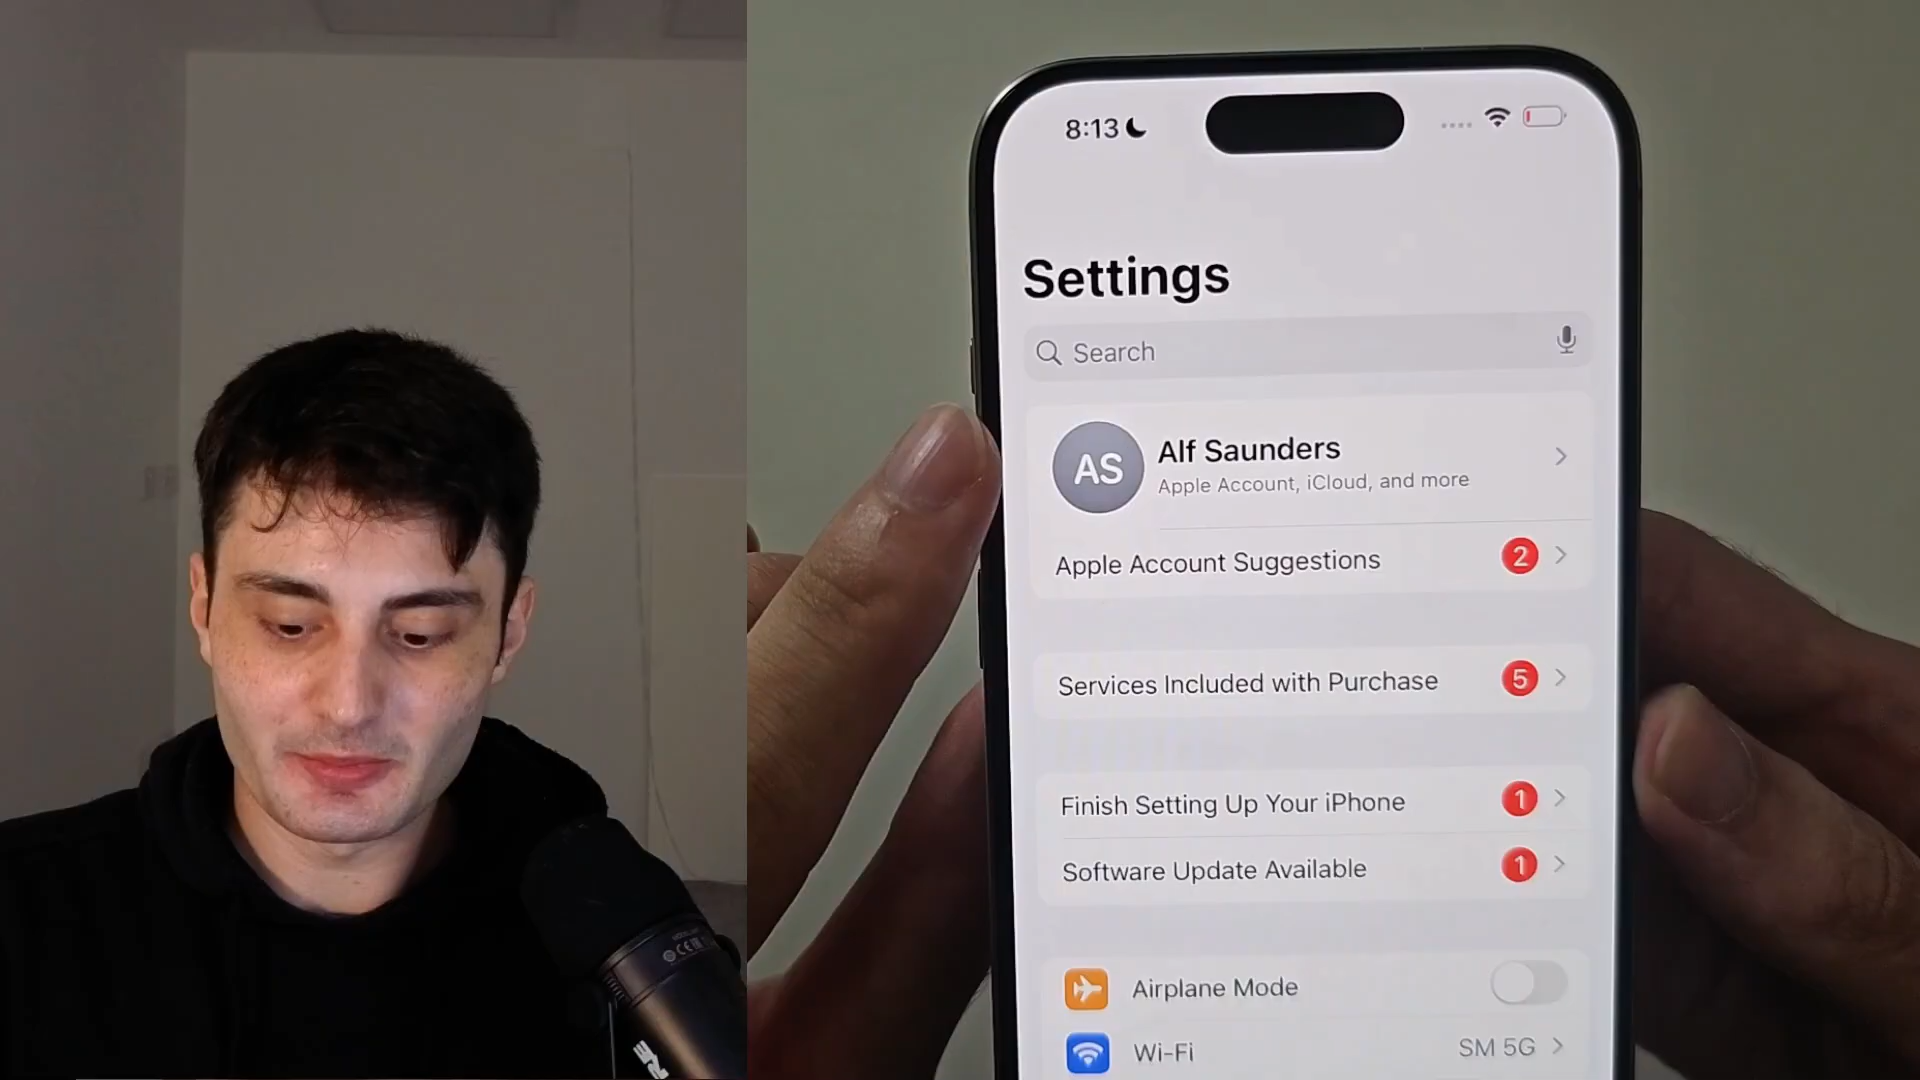 8:13
Settings
Search
AS
Alf Saunders
Apple Account, iCloud, and more
Apple Account Suggestions 2
Services Included with Purchase 5
Finish Setting Up Your iPhone 1
Software Update Available 1
Airplane Mode
Wi-Fi SM 5G
CE